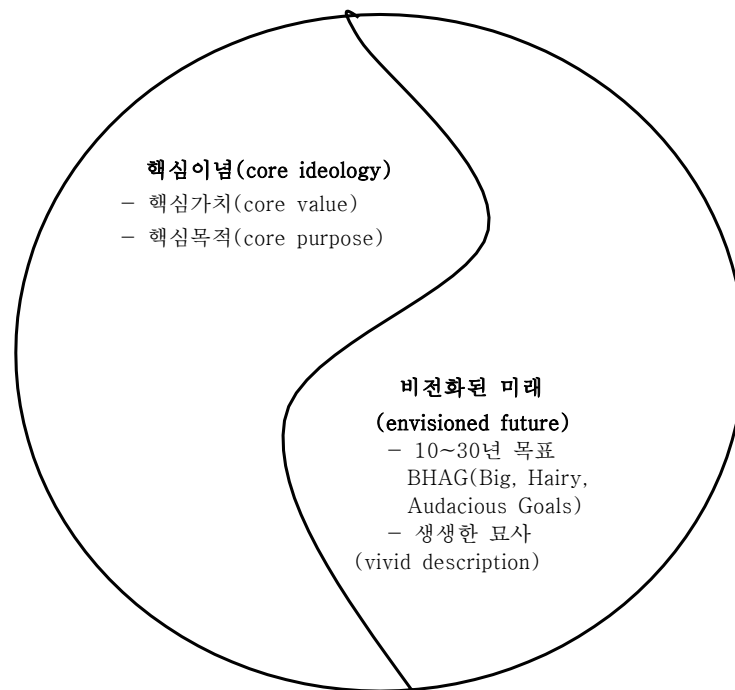 핵심이념(core ideology)
- 핵심가치(core value)
- 핵심목적(core purpose)
비전화된 미래
(envisioned future)
- 10~30년 목표
BHAG(Big, Hairy,
Audacious Goals)
- 생생한 묘사
(vivid description)